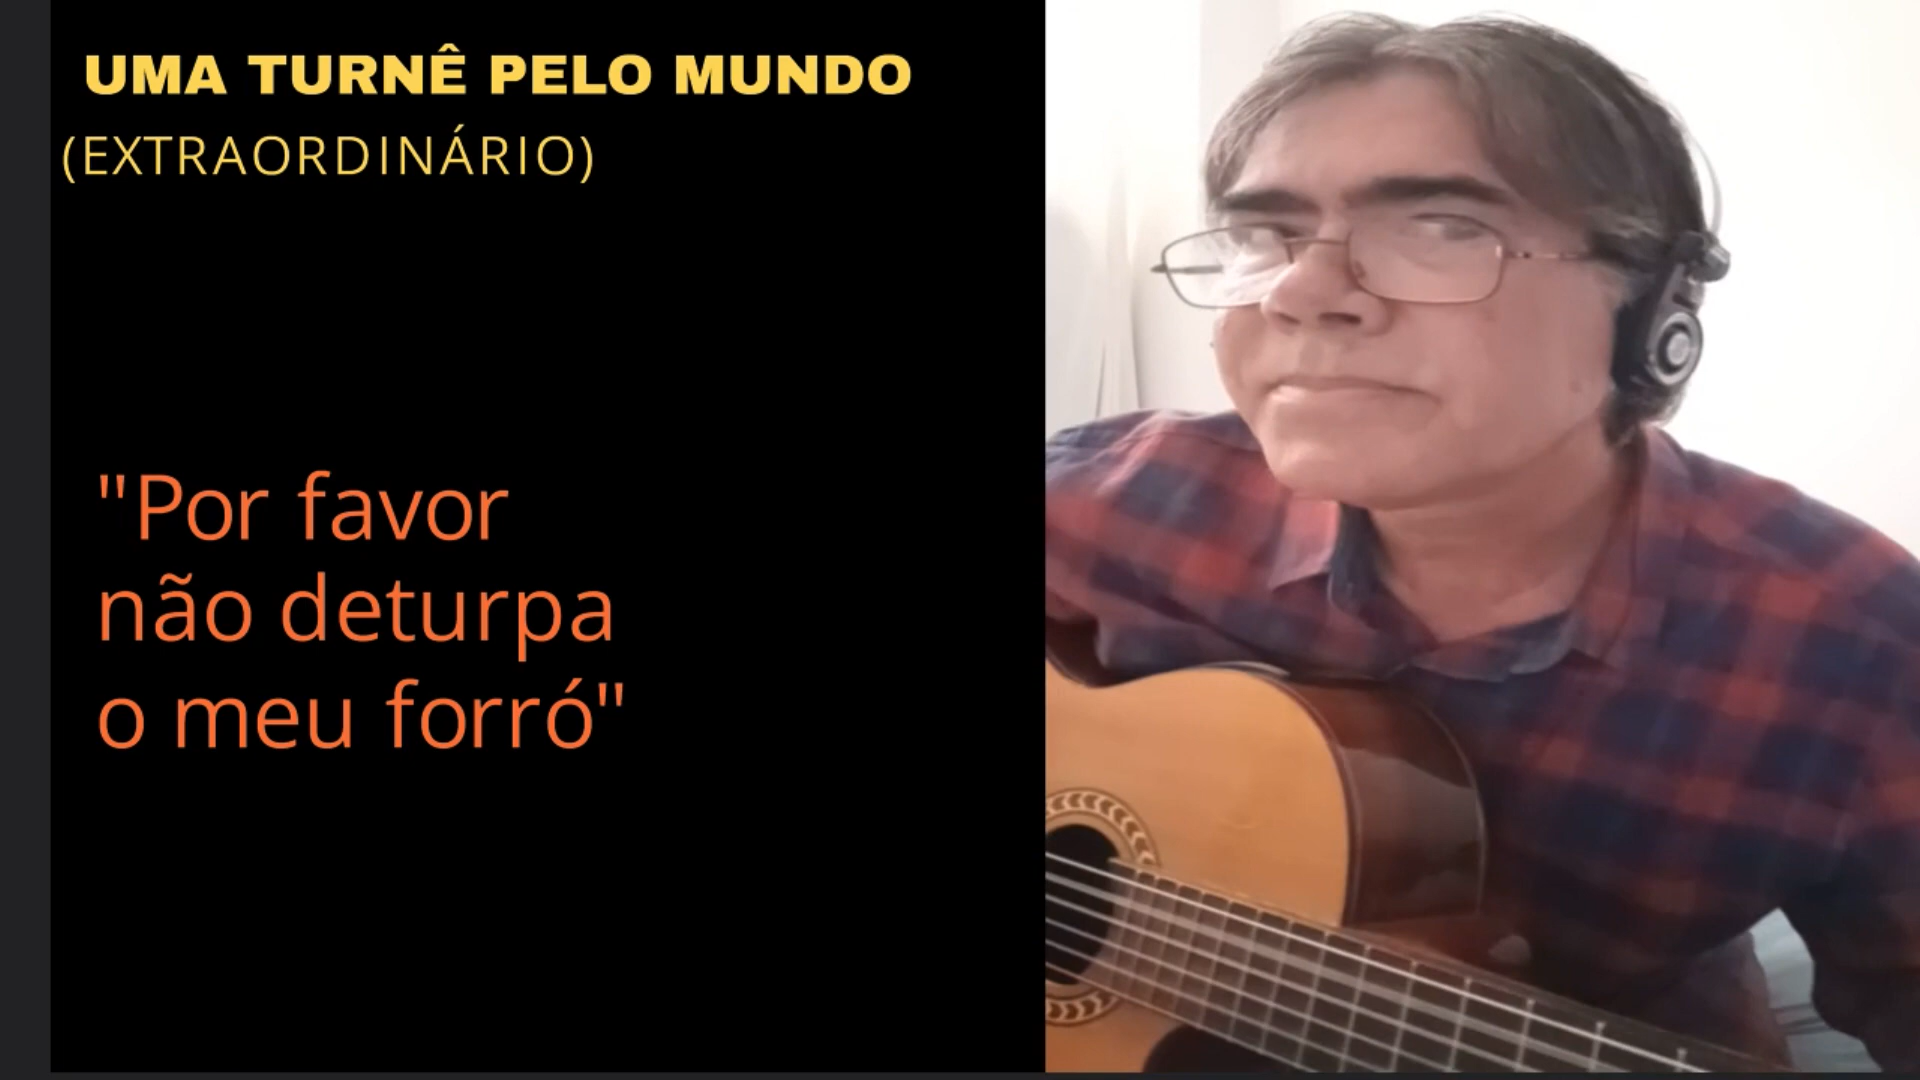 UMA TURNÊ PELO MUNDO
(EXTRAORDINÁRIO)
"Por favor
não deturpa
o meu forró"